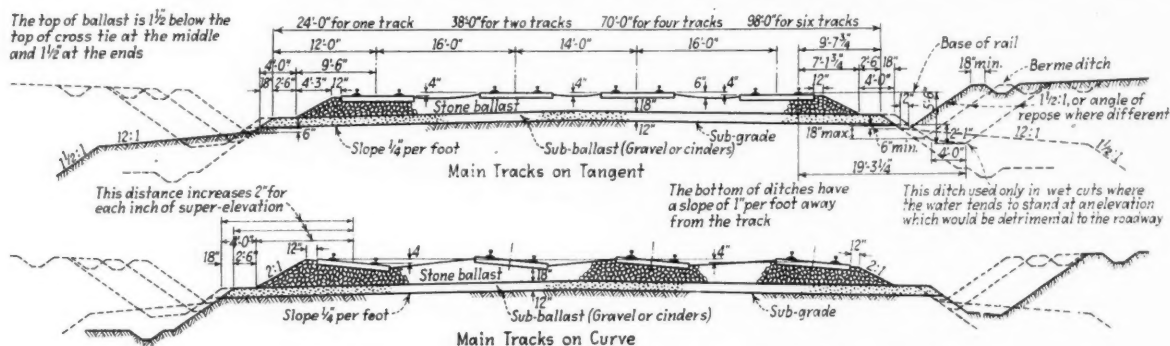 The top of ballast is 1½" below the
top of cross tie at the middle
and 1½" at the ends
24'-0" for one track
38'-0" for two tracks
70'-0" for four tracks
98'-0" for six tracks
12'-0"
16'-0"
14'-0"
16'-0"
9'-7¾"
4'-0"
9'-6"
7'-1¾"
2'-6"
18"
18"
2'-6"
4'-3"
12"
4"
4"
6"
4"
12"
4'-0"
Base of rail
18" min.
Berme ditch
1½:1, or angle of
repose where different
Stone ballast
18"
12:1
1½:1
6"
Slope ¼" per foot
12"
Sub-grade
Sub-ballast (Gravel or cinders)
18" max.
6" min.
2'-1"
4'-0"
12:1
1½:1
19'-3¼"
Main Tracks on Tangent
This distance increases 2" for
each inch of super-elevation
The bottom of ditches have
a slope of 1" per foot away
from the track
This ditch used only in wet cuts where
the water tends to stand at an elevation
which would be detrimental to the roadway
4'-0"
18"
2'-6"
12"
2:1
4"
4"
12"
2:1
Stone ballast
18"
12"
Slope ¼" per foot
Sub-ballast (Gravel or cinders)
Sub-grade
Main Tracks on Curve